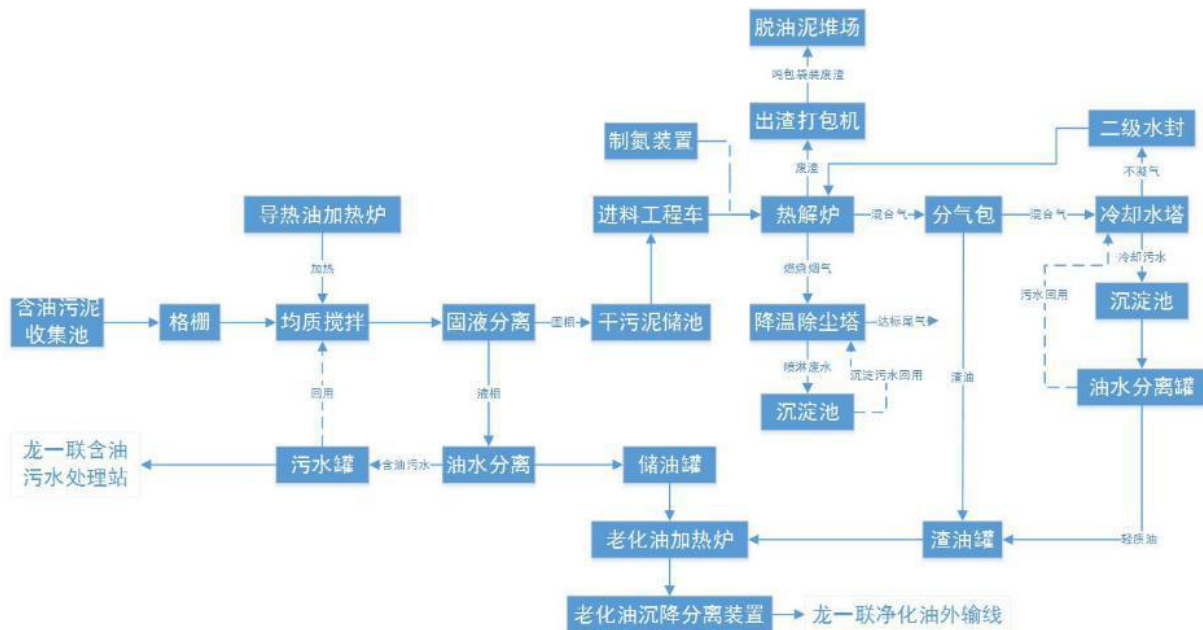 脱油泥堆场
吨包袋装废渣
出渣打包机
二级水封
制氮装置
废渣
不凝气
导热油加热炉
进料工程车
热解炉
混合气
分气包
混合气
冷却水塔
加热
燃烧烟气
冷却污水
污水回用
含油污泥
收集池
格栅
均质搅拌
固液分离
固相
干污泥储池
降温除尘塔
达标尾气
沉淀池
喷淋废水
沉淀污水回用
渣油
回用
液相
沉淀池
油水分离罐
龙一联含油
污水处理站
污水罐
含油污水
油水分离
储油罐
老化油加热炉
渣油罐
轻质油
老化油沉降分离装置
龙一联净化油外输线